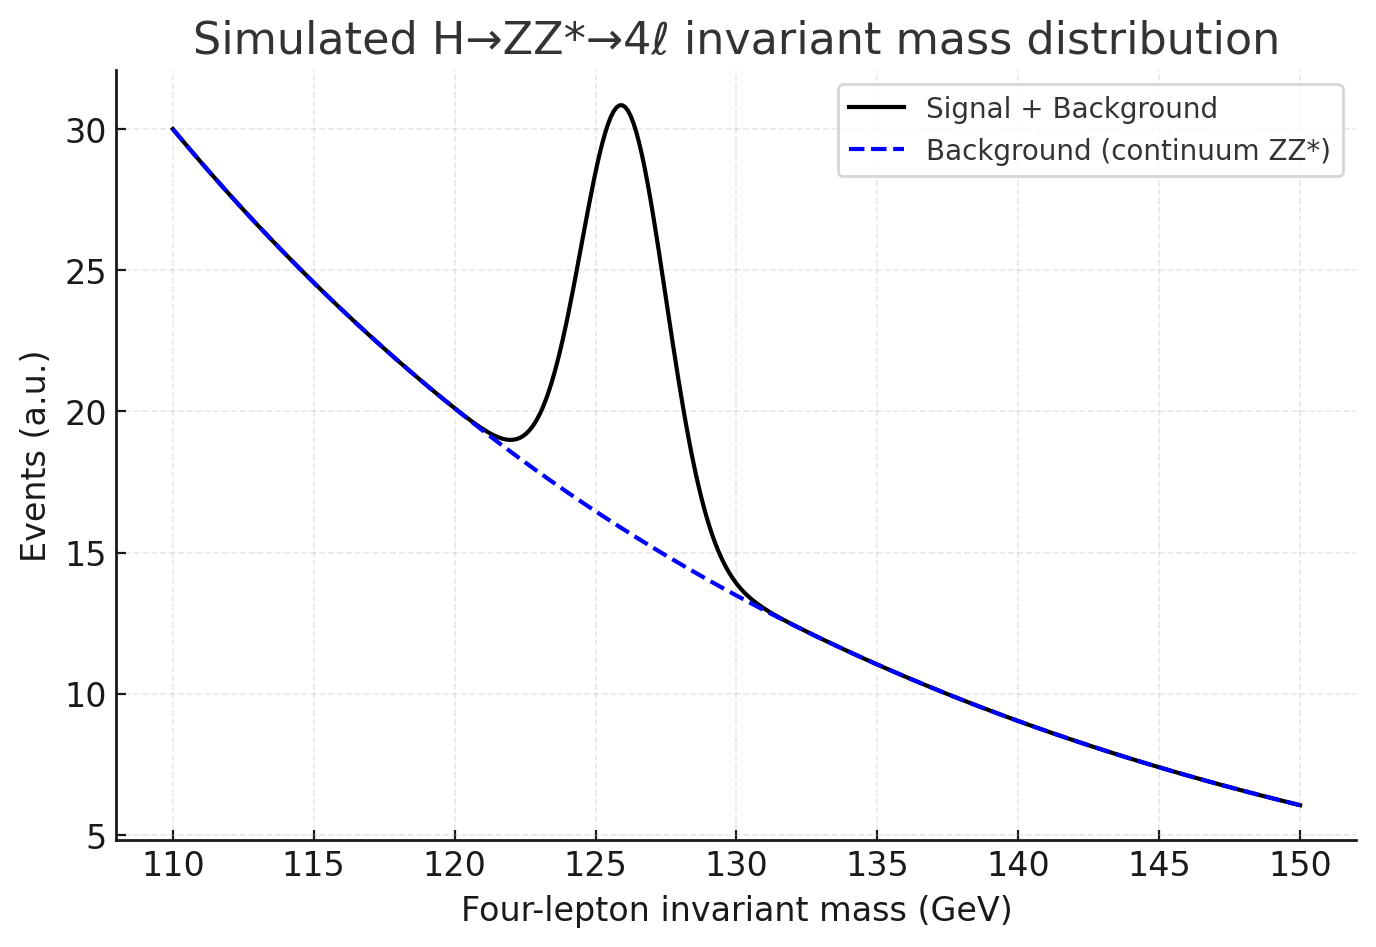 Simulated H→ZZ*→4ℓ invariant mass distribution
Signal + Background
Background (continuum ZZ*)
Events (a.u.)
30
25
20
15
10
5
110 115 120 125 130 135 140 145 150
Four-lepton invariant mass (GeV)